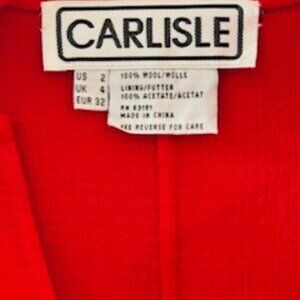 CARLISLE
US 2
UK 4
EUR 32
100% WOOL/WOLLE
LINING/FUTTER
100% ACETATE/ACETAT
RN 63161
MADE IN CHINA
SEE REVERSE FOR CARE